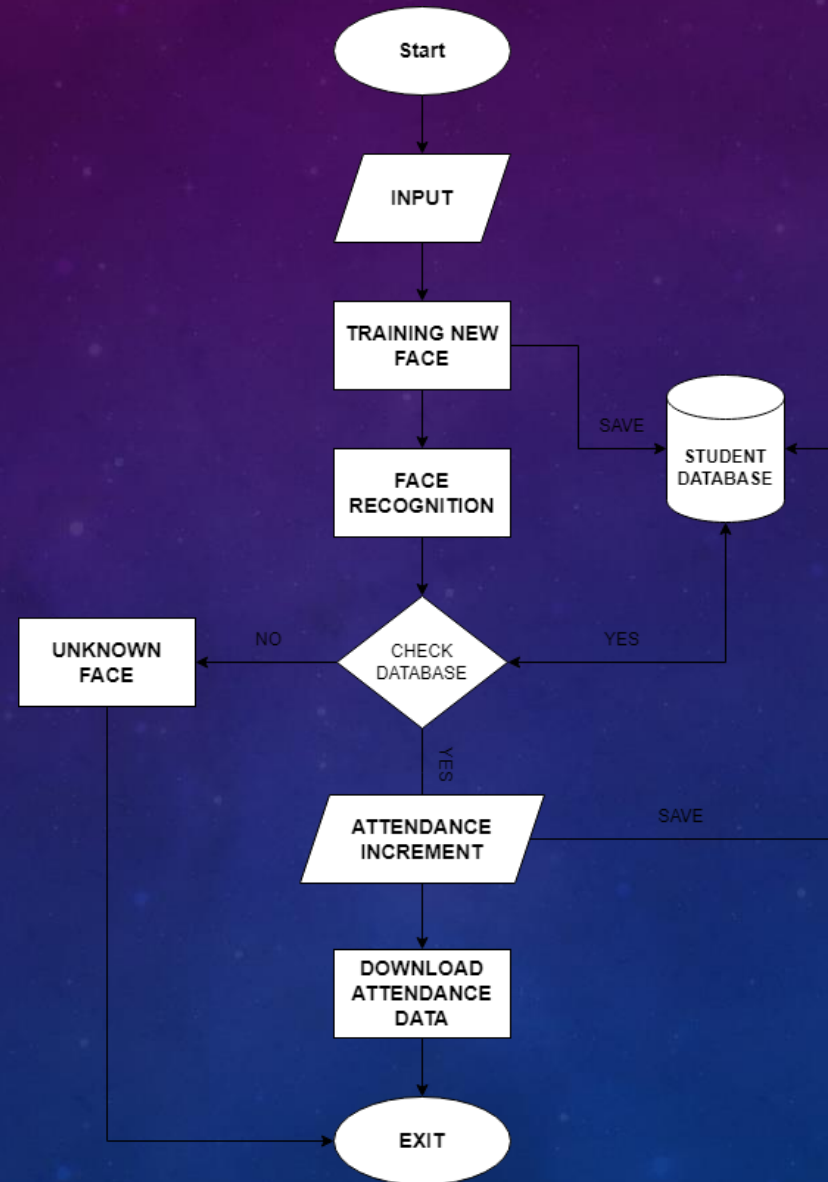 Start
INPUT
TRAINING NEW
FACE
SAVE
STUDENT
DATABASE
FACE
RECOGNITION
UNKNOWN
FACE
NO
CHECK
DATABASE
YES
YES
ATTENDANCE
INCREMENT
SAVE
DOWNLOAD
ATTENDANCE
DATA
EXIT